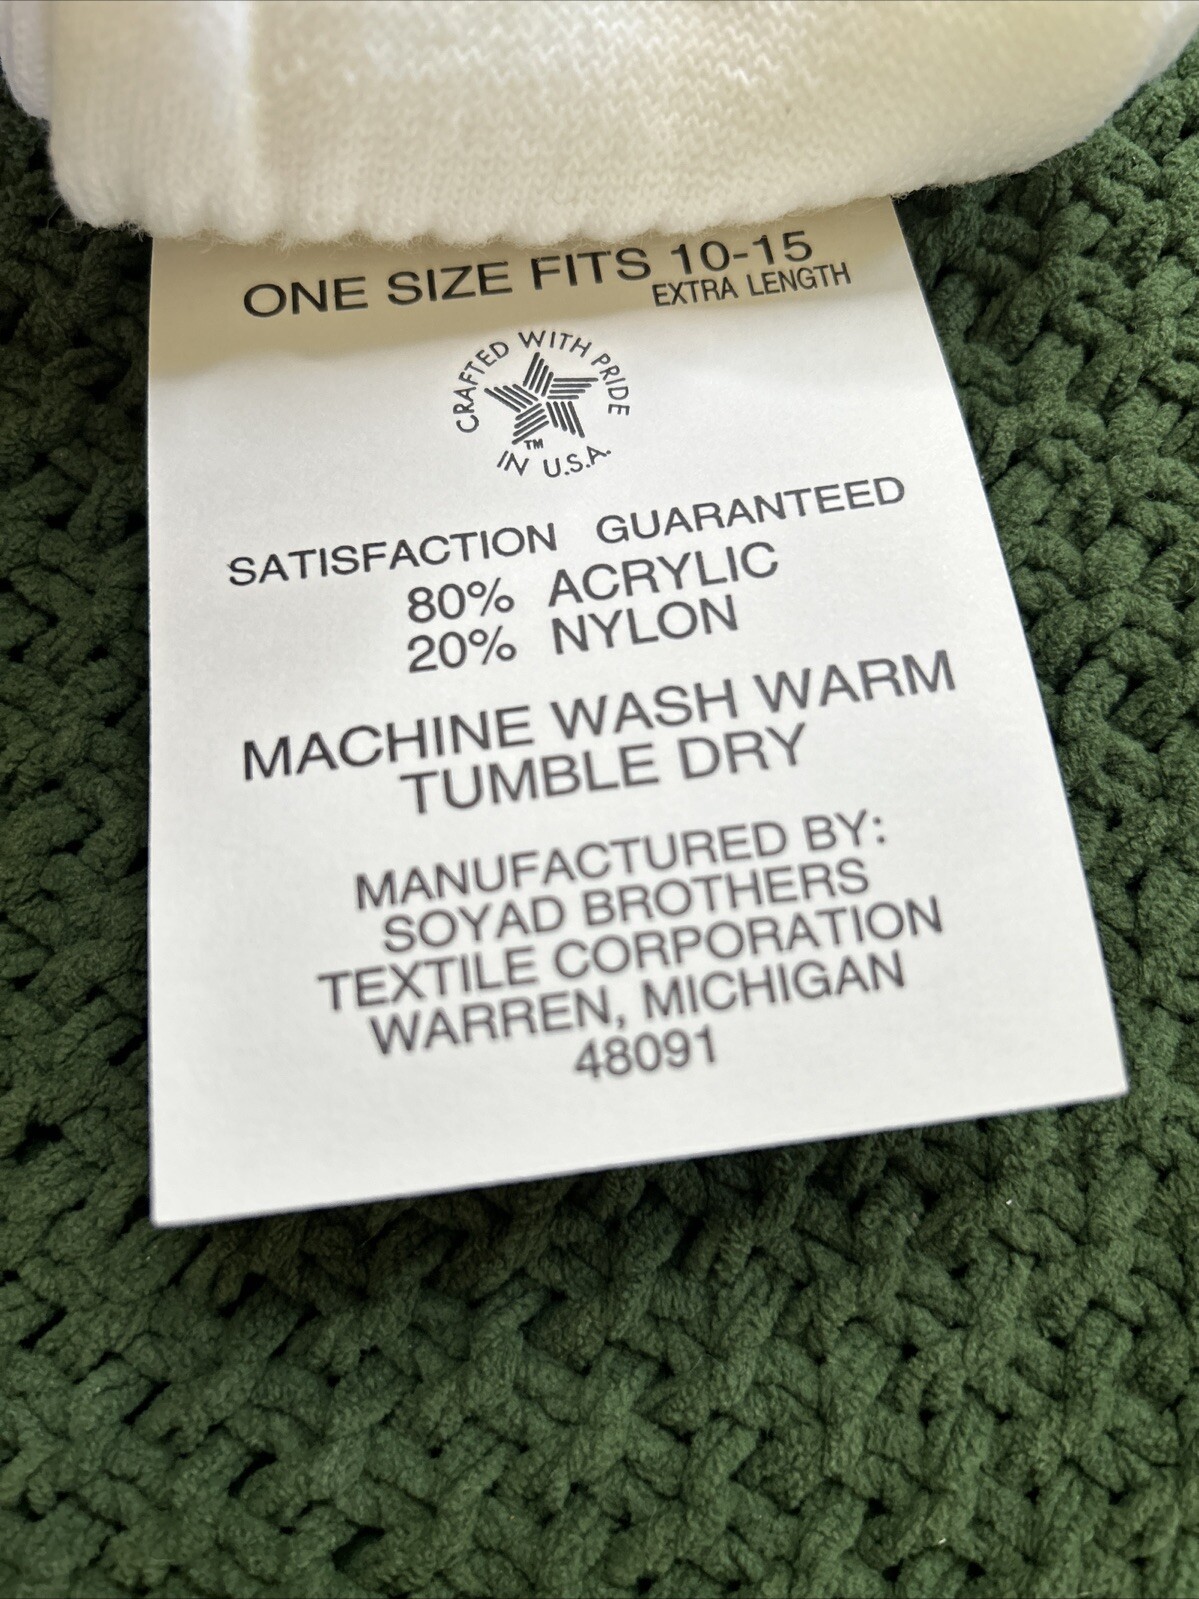 ONE SIZE FITS 10-15
EXTRA LENGTH
CRAFTED WITH PRIDE
TM
IN U.S.A.
SATISFACTION GUARANTEED
80% ACRYLIC
20% NYLON
MACHINE WASH WARM
TUMBLE DRY
MANUFACTURED BY:
SOYAD BROTHERS
TEXTILE CORPORATION
WARREN, MICHIGAN
48091